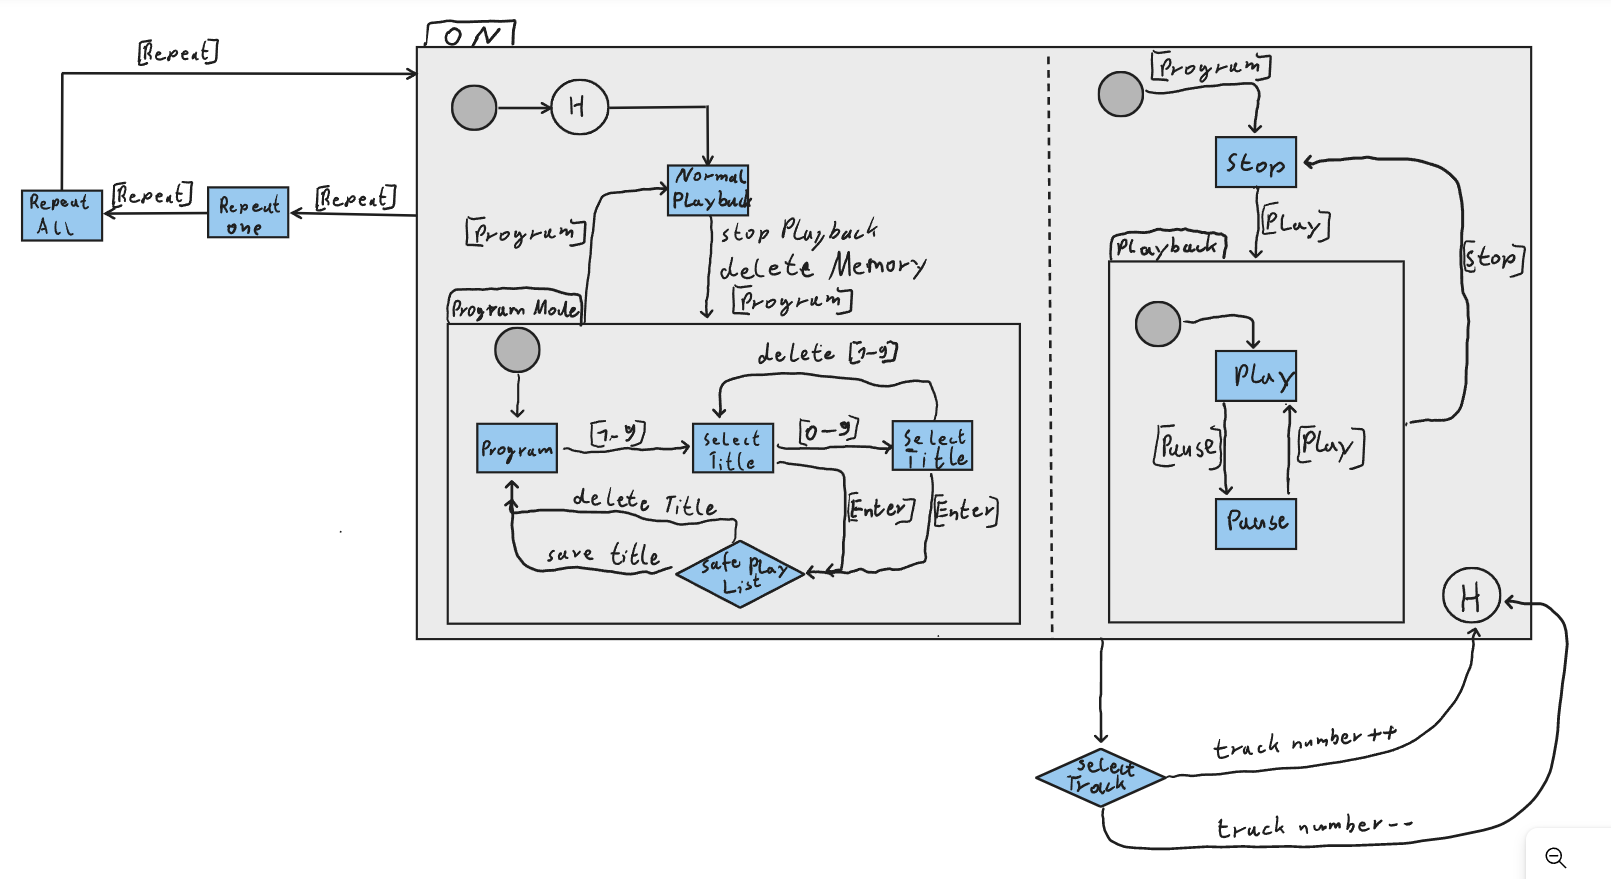 ON
[Repeat]
H
[Program]
Stop
Normal
Playback
[Repeat]
[Repeat]
Repeat
All
Repeat
one
[Program]
stop Playback
delete Memory
[Program]
[Play]
Playback
[Stop]
Program Mode
delete [1-9]
Play
Program
[1-9]
Select
Title
[0-9]
Select
Title
[Pause]
[Play]
delete Title
[Enter]
[Enter]
Pause
save title
safe Play
List
H
track number++
select
Track
track number--